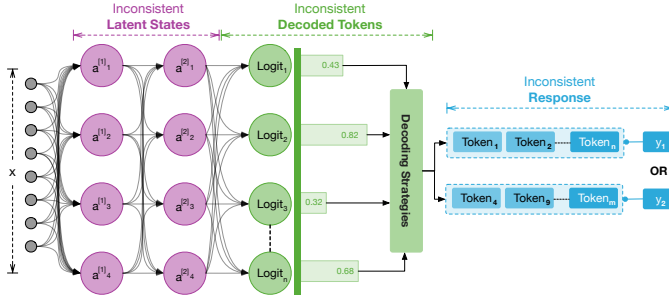 Inconsistent
Latent States
Inconsistent
Decoded Tokens
Inconsistent
Response
x
a[1]1
a[2]1
Logit1
0.43
a[1]2
a[2]2
Logit2
0.82
a[1]3
a[2]3
Logit3
0.32
a[1]4
a[2]4
Logitn
0.68
Decoding Strategies
Token1
Token2
Tokenn
y1
OR
Token4
Token9
Tokenm
y2